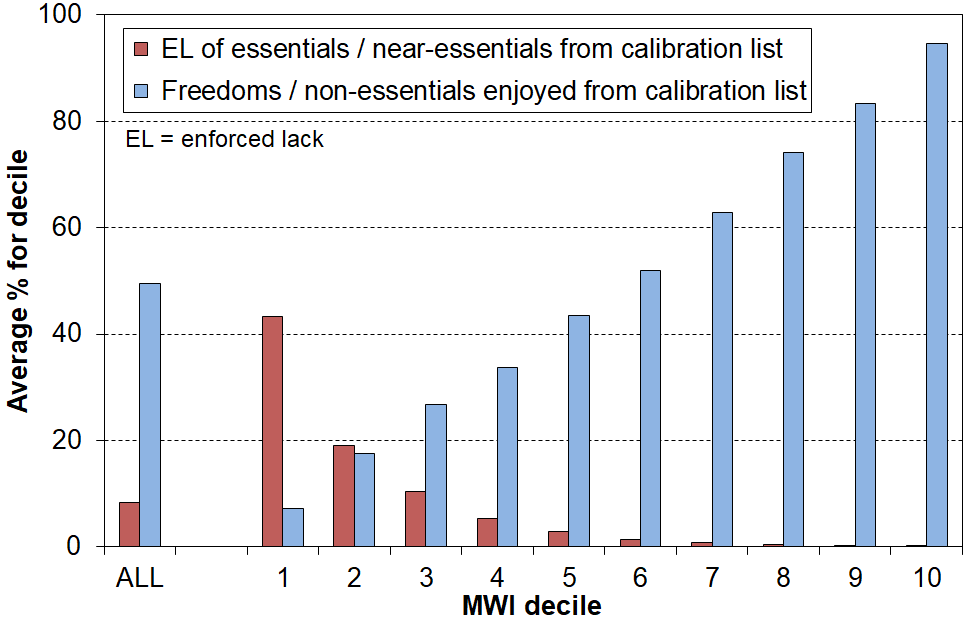 100
80
60
40
20
0
Average % for decile
EL of essentials / near-essentials from calibration list
Freedoms / non-essentials enjoyed from calibration list
EL = enforced lack
ALL 1 2 3 4 5 6 7 8 9 10
MWI decile